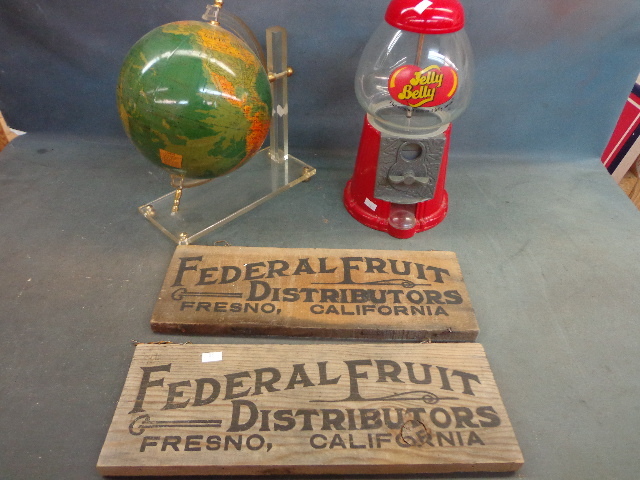 Jelly
Belly
FEDERAL FRUIT
DISTRIBUTORS
FRESNO, CALIFORNIA
FEDERAL FRUIT
DISTRIBUTORS
FRESNO, CALIFORNIA